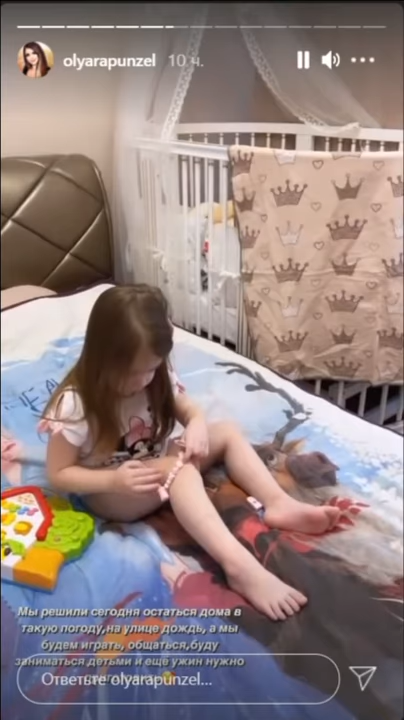 olyarapunzel 10 ч.
Мы решили сегодня остаться дома в
такую погоду,на улице дождь, а мы
будем играть, общаться,буду
заниматься детьми и ещё ужин нужно
Ответьте olyarapunzel...